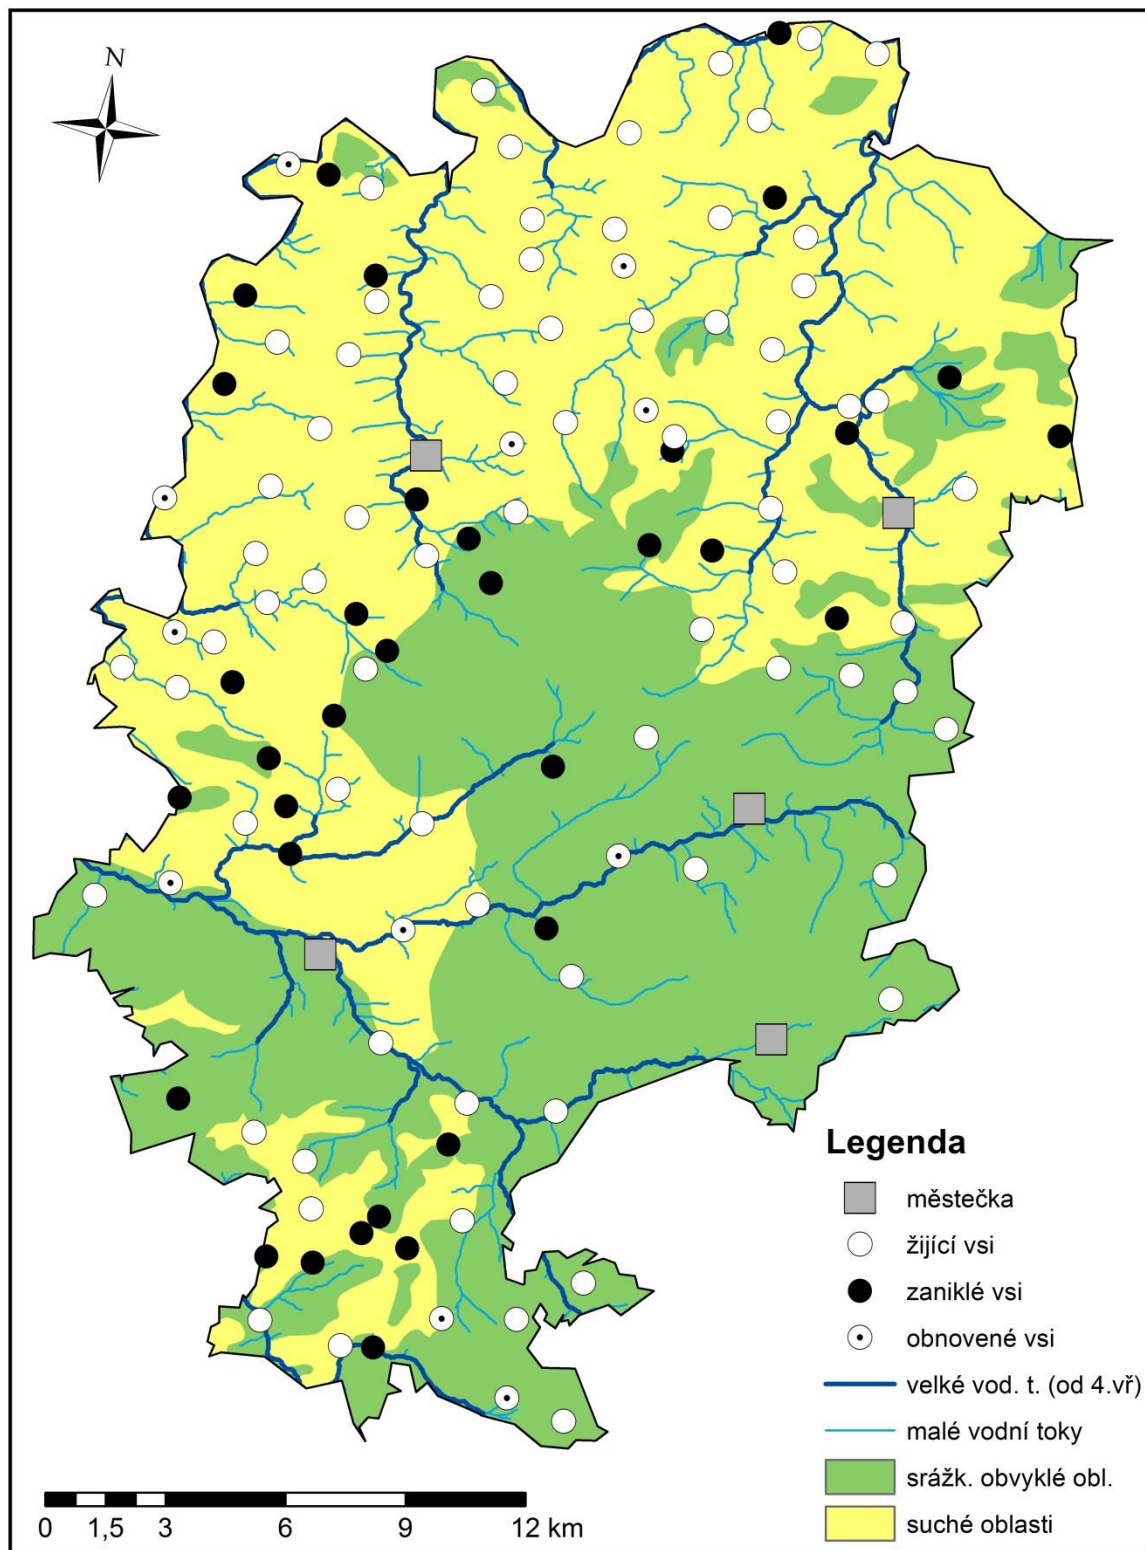 N
Legenda
městečka
žijící vsi
zaniklé vsi
obnovené vsi
velké vod. t. (od 4.vř)
malé vodní toky
srážk. obvyklé obl.
suché oblasti
0 1,5 3 6 9 12 km